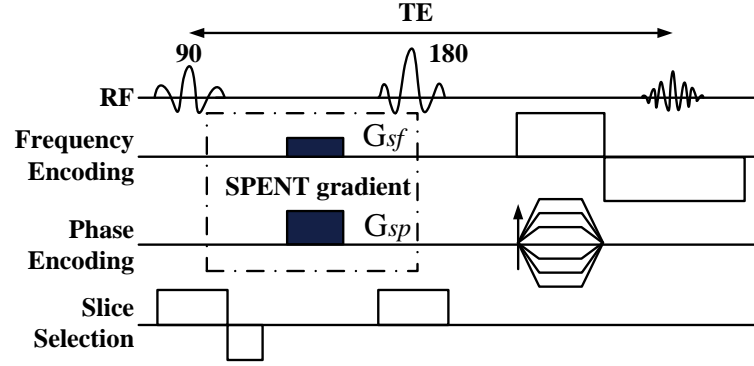 TE
90
180
RF
Frequency
Encoding
Gsf
SPENT gradient
Phase
Encoding
Gsp
Slice
Selection